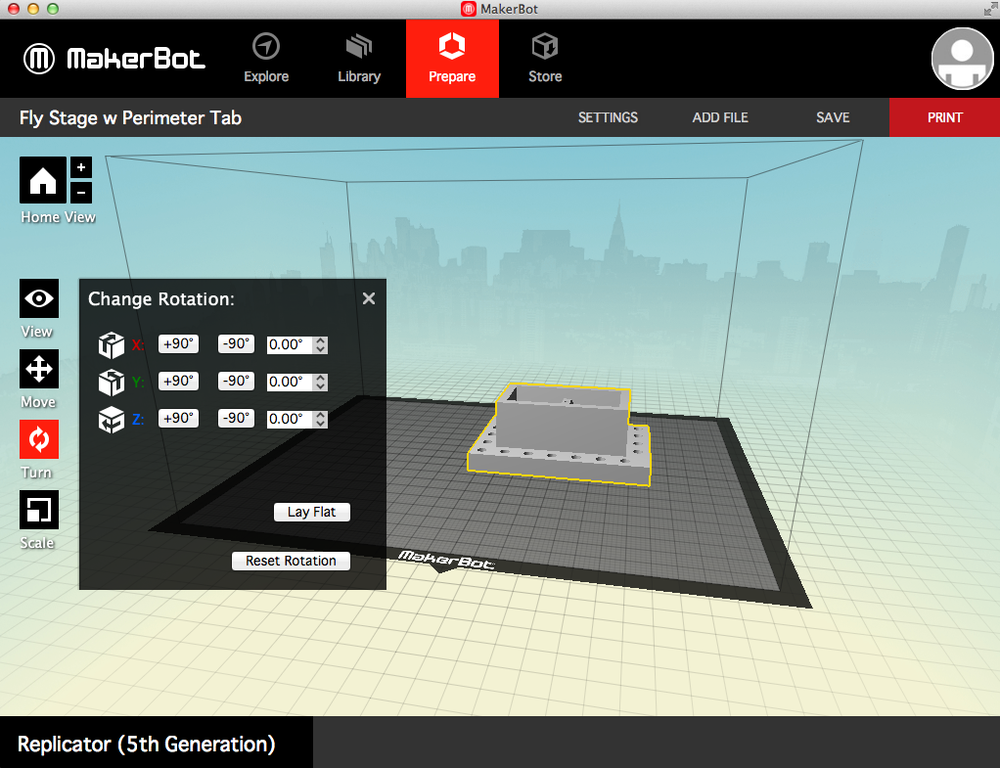 MakerBot
MakerBot
Explore
Library
Prepare
Store
Fly Stage w Perimeter Tab
SETTINGS
ADD FILE
SAVE
PRINT
+
-
Home View
View
Move
Turn
Scale
Change Rotation:
X: +90° -90° 0.00°
Y: +90° -90° 0.00°
Z: +90° -90° 0.00°
Lay Flat
Reset Rotation
MakerBot
Replicator (5th Generation)